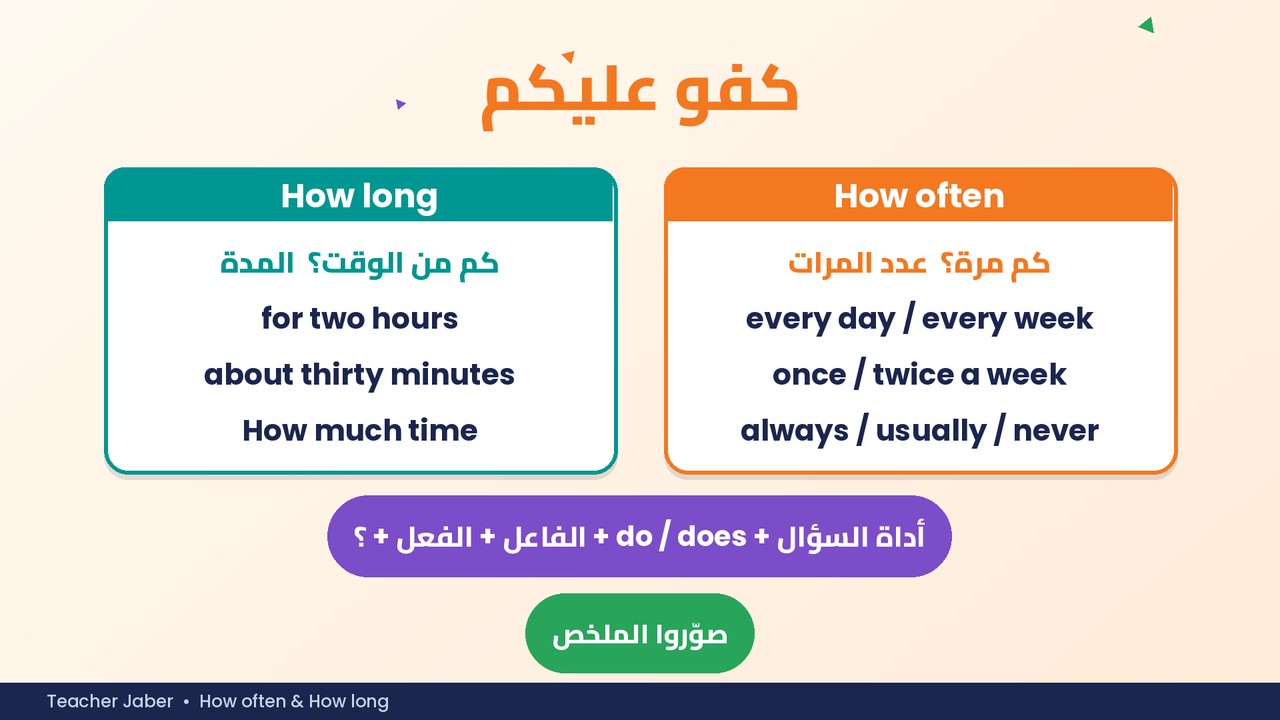 كفو عليكم
How long
كم من الوقت؟ المدة
for two hours
about thirty minutes
How much time
How often
كم مرة؟ عدد المرات
every day / every week
once / twice a week
always / usually / never
أداة السؤال + do / does + الفاعل + الفعل + ؟
صوّروا الملخص
Teacher Jaber • How often & How long